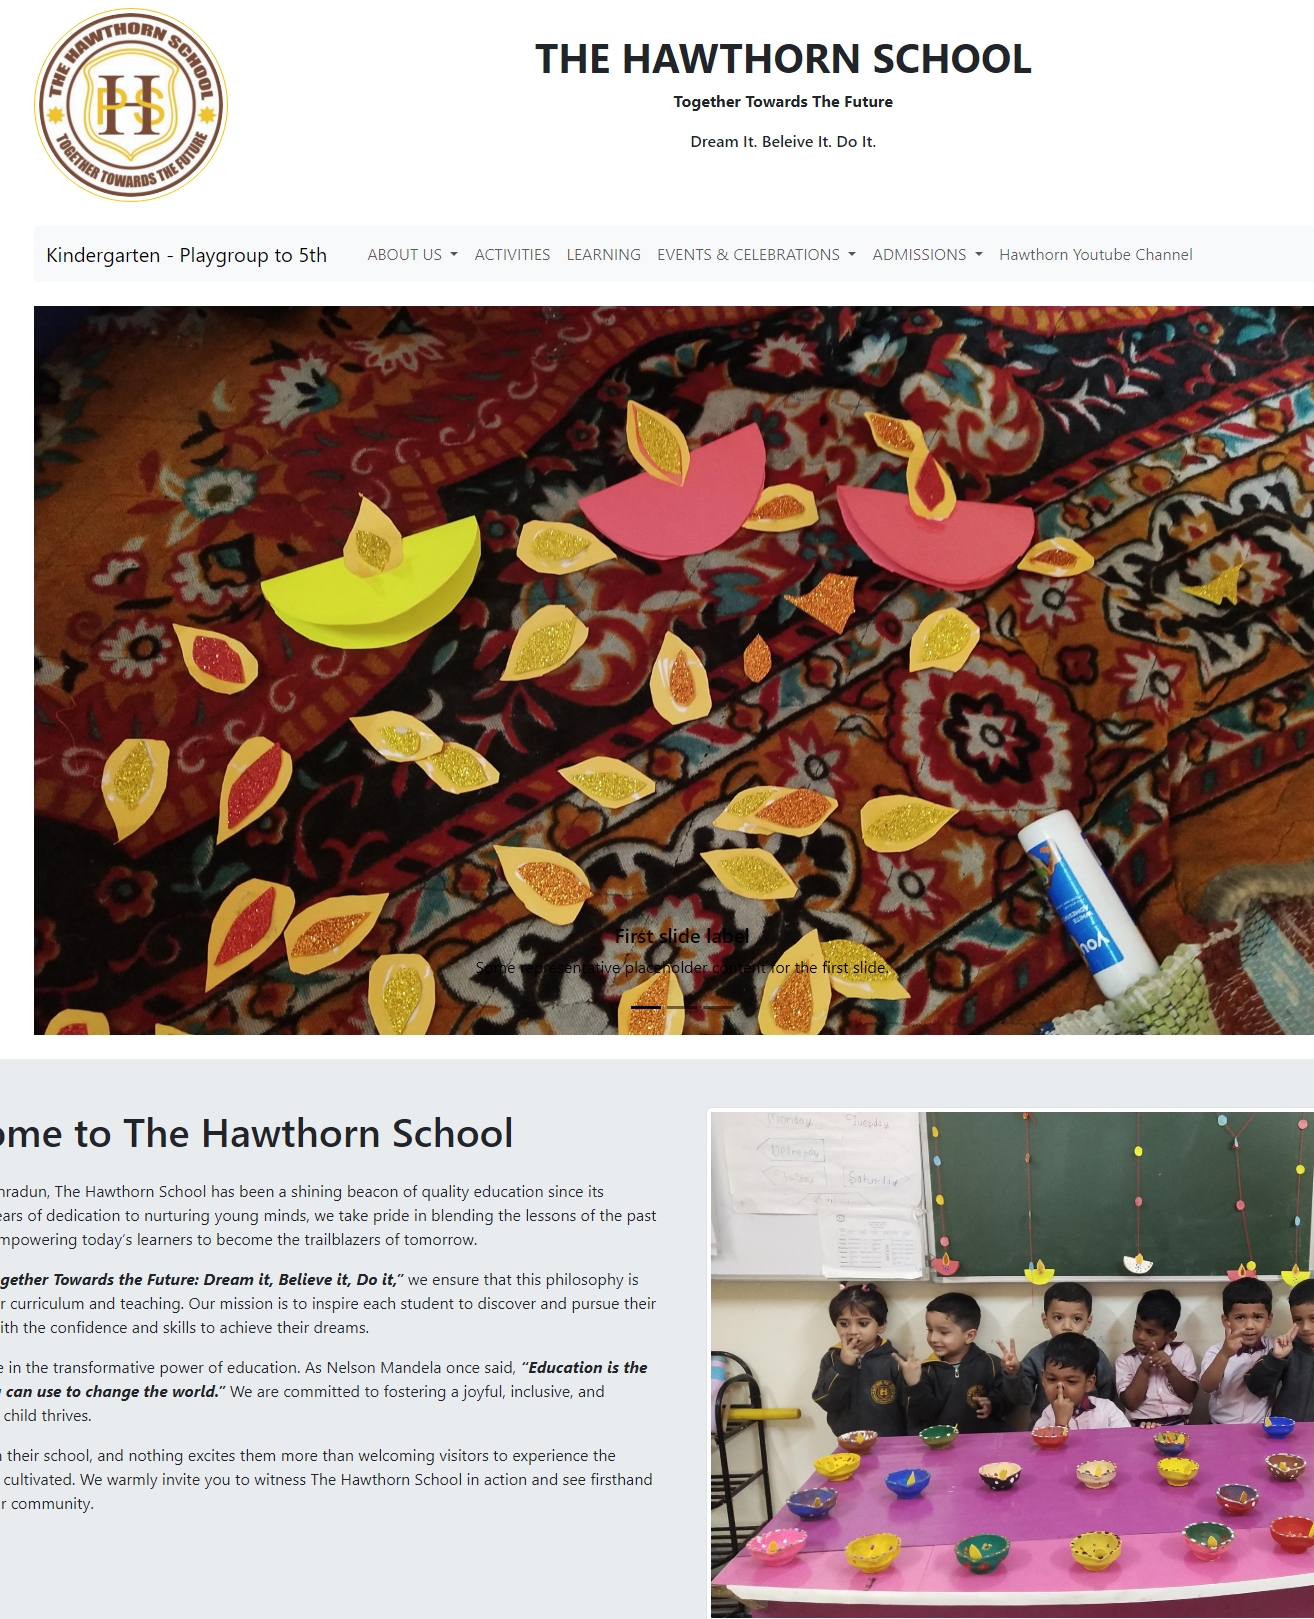 THE HAWTHORN SCHOOL
H
PS
TOGETHER TOWARDS THE FUTURE
THE HAWTHORN SCHOOL
Together Towards The Future
Dream It. Beleive It. Do It.
Kindergarten - Playgroup to 5th ABOUT US ACTIVITIES LEARNING EVENTS & CELEBRATIONS ADMISSIONS Hawthorn Youtube Channel
First slide label
Some representative placeholder content for the first slide.
ome to The Hawthorn School
nradun, The Hawthorn School has been a shining beacon of quality education since its
ears of dedication to nurturing young minds, we take pride in blending the lessons of the past
mpowering today's learners to become the trailblazers of tomorrow.
gether Towards the Future: Dream it, Believe it, Do it,” we ensure that this philosophy is
r curriculum and teaching. Our mission is to inspire each student to discover and pursue their
ith the confidence and skills to achieve their dreams.
e in the transformative power of education. As Nelson Mandela once said, “Education is the
can use to change the world.” We are committed to fostering a joyful, inclusive, and
child thrives.
n their school, and nothing excites them more than welcoming visitors to experience the
cultivated. We warmly invite you to witness The Hawthorn School in action and see firsthand
r community.
Monday Tuesday
Saturday